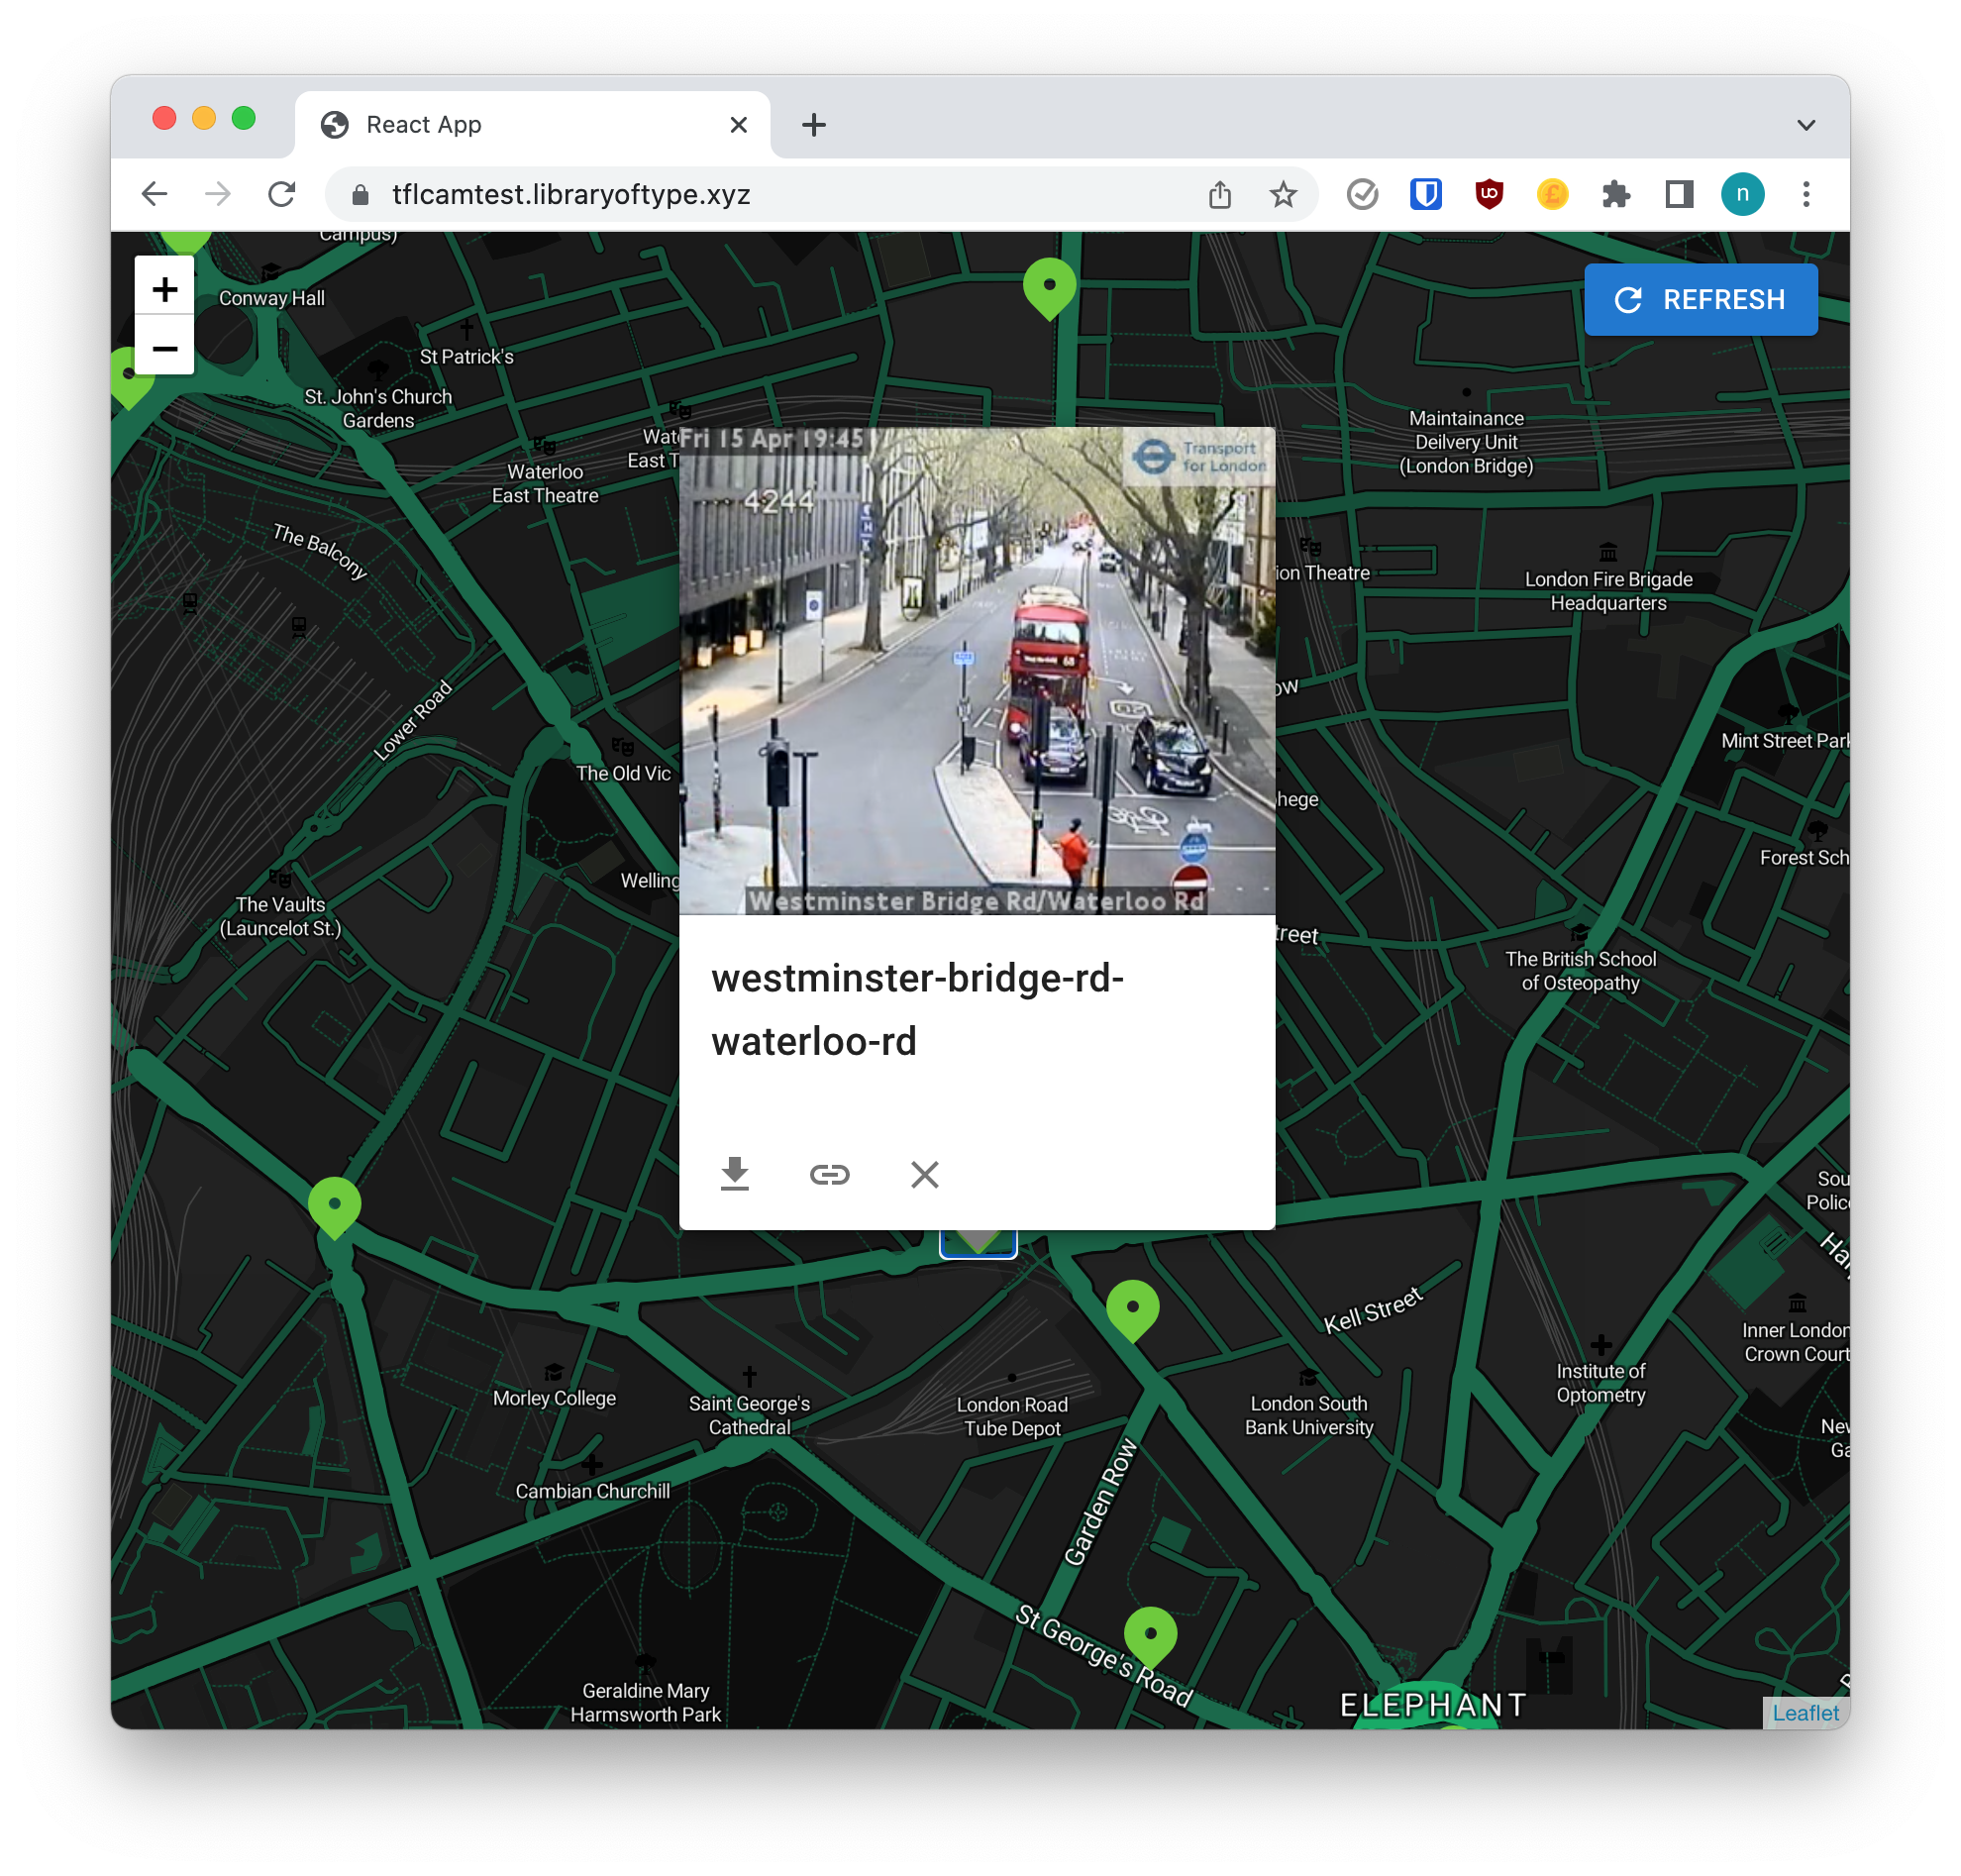 React App
tflcamtest.libraryoftype.xyz
n
Campus)
+
−
REFRESH
Conway Hall
St Patrick's
St. John's Church
Gardens
Maintainance
Deilvery Unit
(London Bridge)
Waterloo
East Theatre
Wat
East T
Fri 15 Apr 19:45
Transport
for London
4244
68
Westminster Bridge Rd/Waterloo Rd
The Balcony
ion Theatre
London Fire Brigade
Headquarters
Lower Road
ow
Mint Street Park
The Old Vic
hege
Forest Sch
Welling
The Vaults
(Launcelot St.)
treet
The British School
of Osteopathy
westminster-bridge-rd-
waterloo-rd
Sou
Police
Ha
Kell Street
Inner London
Crown Court
Institute of
Optometry
Morley College
Saint George's
Cathedral
London Road
Tube Depot
London South
Bank University
New
Ga
Garden Row
Cambian Churchill
St George's Road
Geraldine Mary
Harmsworth Park
ELEPHANT
Leaflet